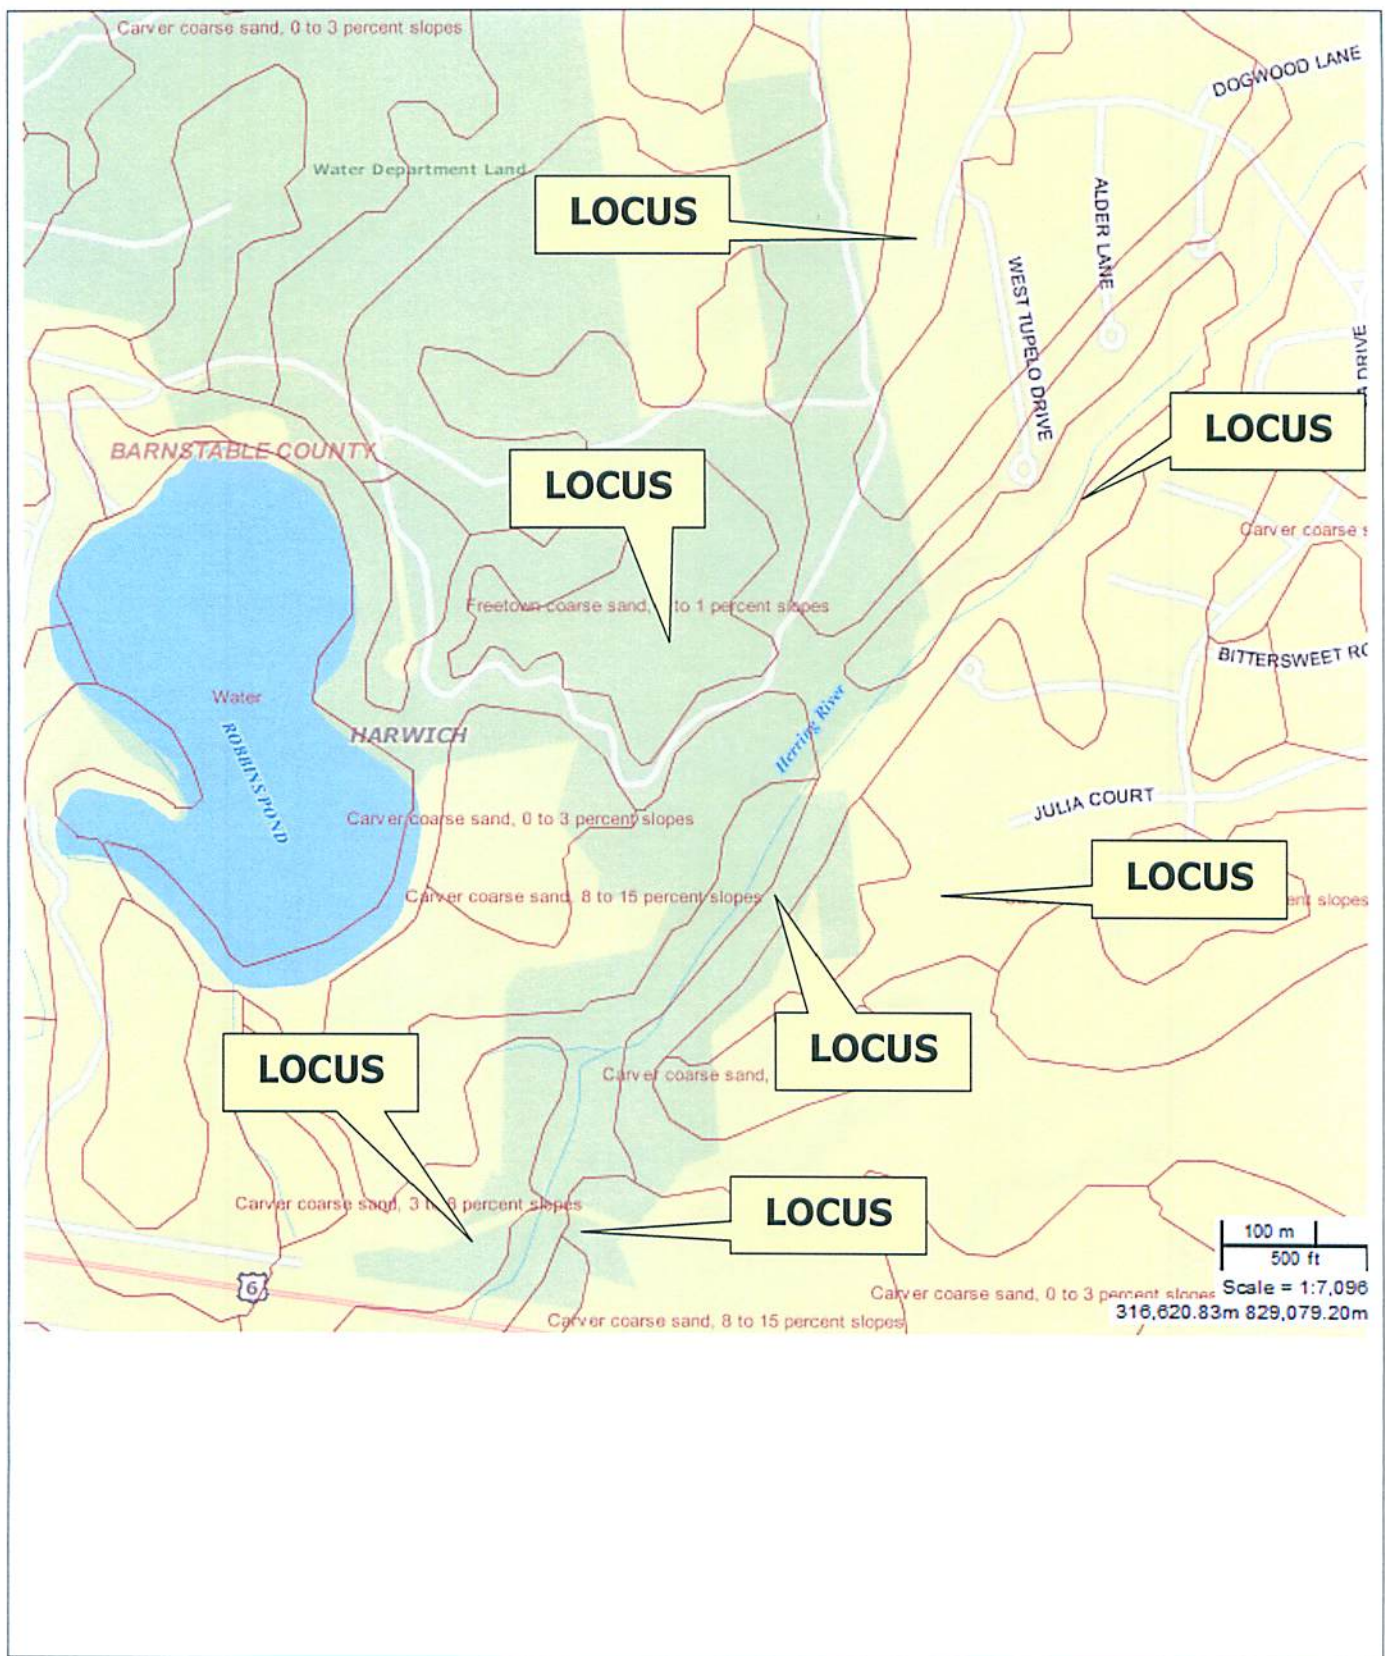 Carver coarse sand, 0 to 3 percent slopes
DOGWOOD LANE
Water Department Land
LOCUS
ALDER LANE
WEST TUPELO DRIVE
DRIVE
LOCUS
BARNSTABLE COUNTY
LOCUS
Carver coarse s
Freetown coarse sand, to 1 percent slopes
BITTERSWEET RO
Water
HARWICH
Herring River
ROBBINS POND
JULIA COURT
Carver coarse sand, 0 to 3 percent slopes
LOCUS
Carver coarse sand, 8 to 15 percent slopes
ent slopes
LOCUS
LOCUS
Carver coarse sand,
Carver coarse sand, 3 to 8 percent slopes
LOCUS
100 m
500 ft
6
Carver coarse sand, 0 to 3 percent slopes
Scale = 1:7,096
316,620.83m 829,079.20m
Carver coarse sand, 8 to 15 percent slopes